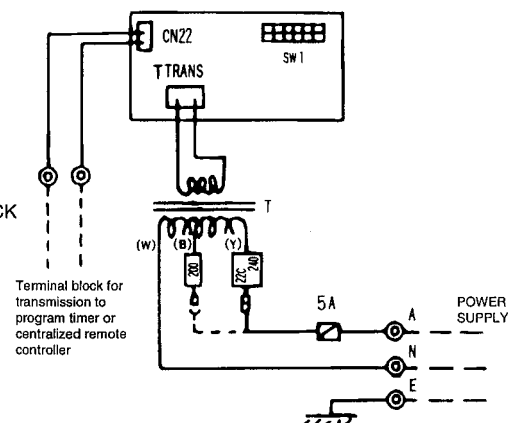 CN22
SW1
T TRANS
CK
T
(W)
(B)
(Y)
200
220
240
Terminal block for
transmission to
program timer or
centralized remote
controller
5A
A
POWER
SUPPLY
N
E